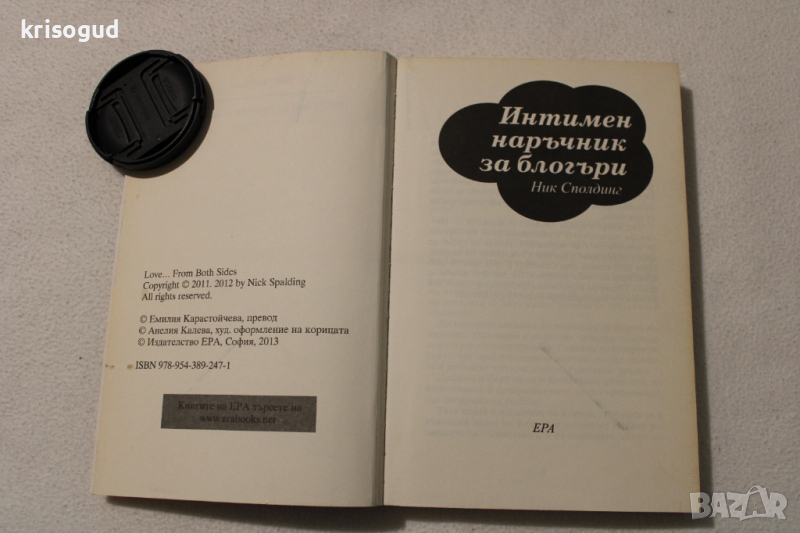 krisogud
Love... From Both Sides
Copyright © 2011. 2012 by Nick Spalding
All rights reserved.
© Емилия Карастойчева, превод
© Анелия Калева, худ. оформление на корицата
© Издателство ЕРА, София, 2013
ISBN 978-954-389-247-1
Книгите на ЕРА търсете на
www.erabooks.net
Интимен
наръчник
за блогъри
Ник Сполдинг
ЕРА
BAZAR
bg